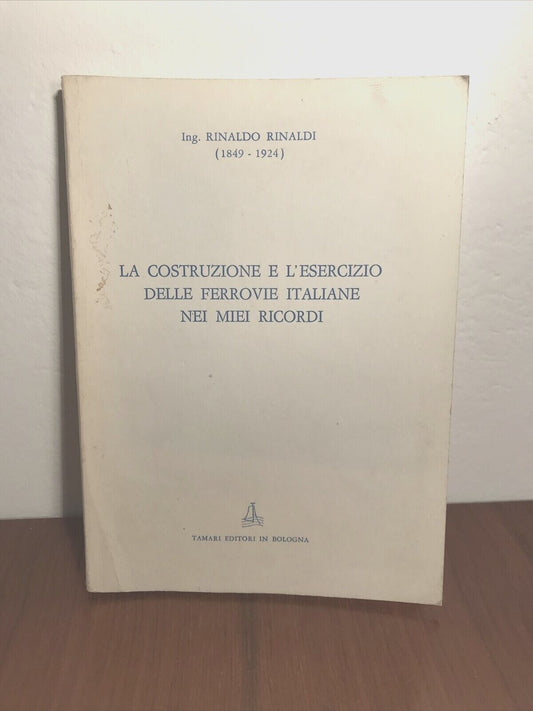 Ing. RINALDO RINALDI
(1849 - 1924)
LA COSTRUZIONE E L'ESERCIZIO
DELLE FERROVIE ITALIANE
NEI MIEI RICORDI
TAMARI EDITORI IN BOLOGNA